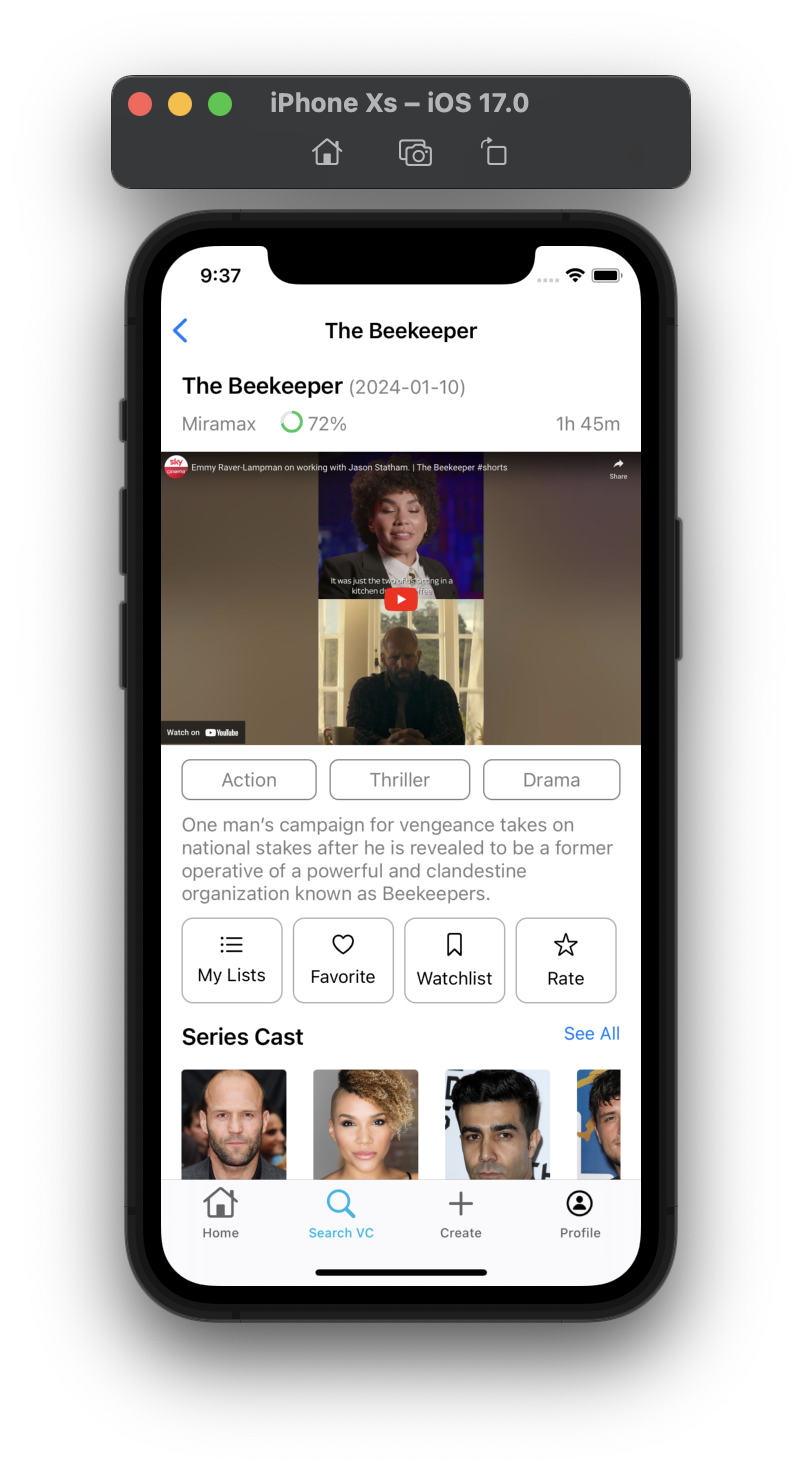 iPhone Xs – iOS 17.0
9:37
The Beekeeper
The Beekeeper (2024-01-10)
Miramax 72% 1h 45m
sky cinema Emmy Raver-Lampman on working with Jason Statham. | The Beekeeper #shorts Share
It was just the two of us sitting in a
kitchen
Watch on YouTube
Action Thriller Drama
One man’s campaign for vengeance takes on
national stakes after he is revealed to be a former
operative of a powerful and clandestine
organization known as Beekeepers.
My Lists Favorite Watchlist Rate
Series Cast See All
Home Search VC Create Profile